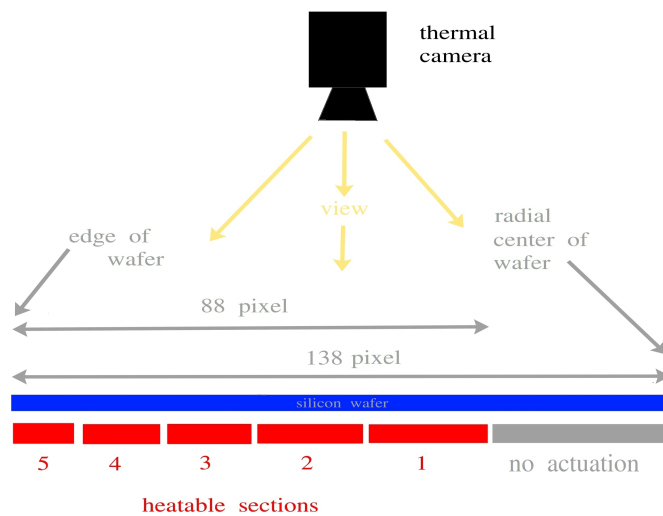 thermal
camera
view
edge of
wafer
radial
center of
wafer
88 pixel
138 pixel
silicon wafer
5 4 3 2 1 no actuation
heatable sections